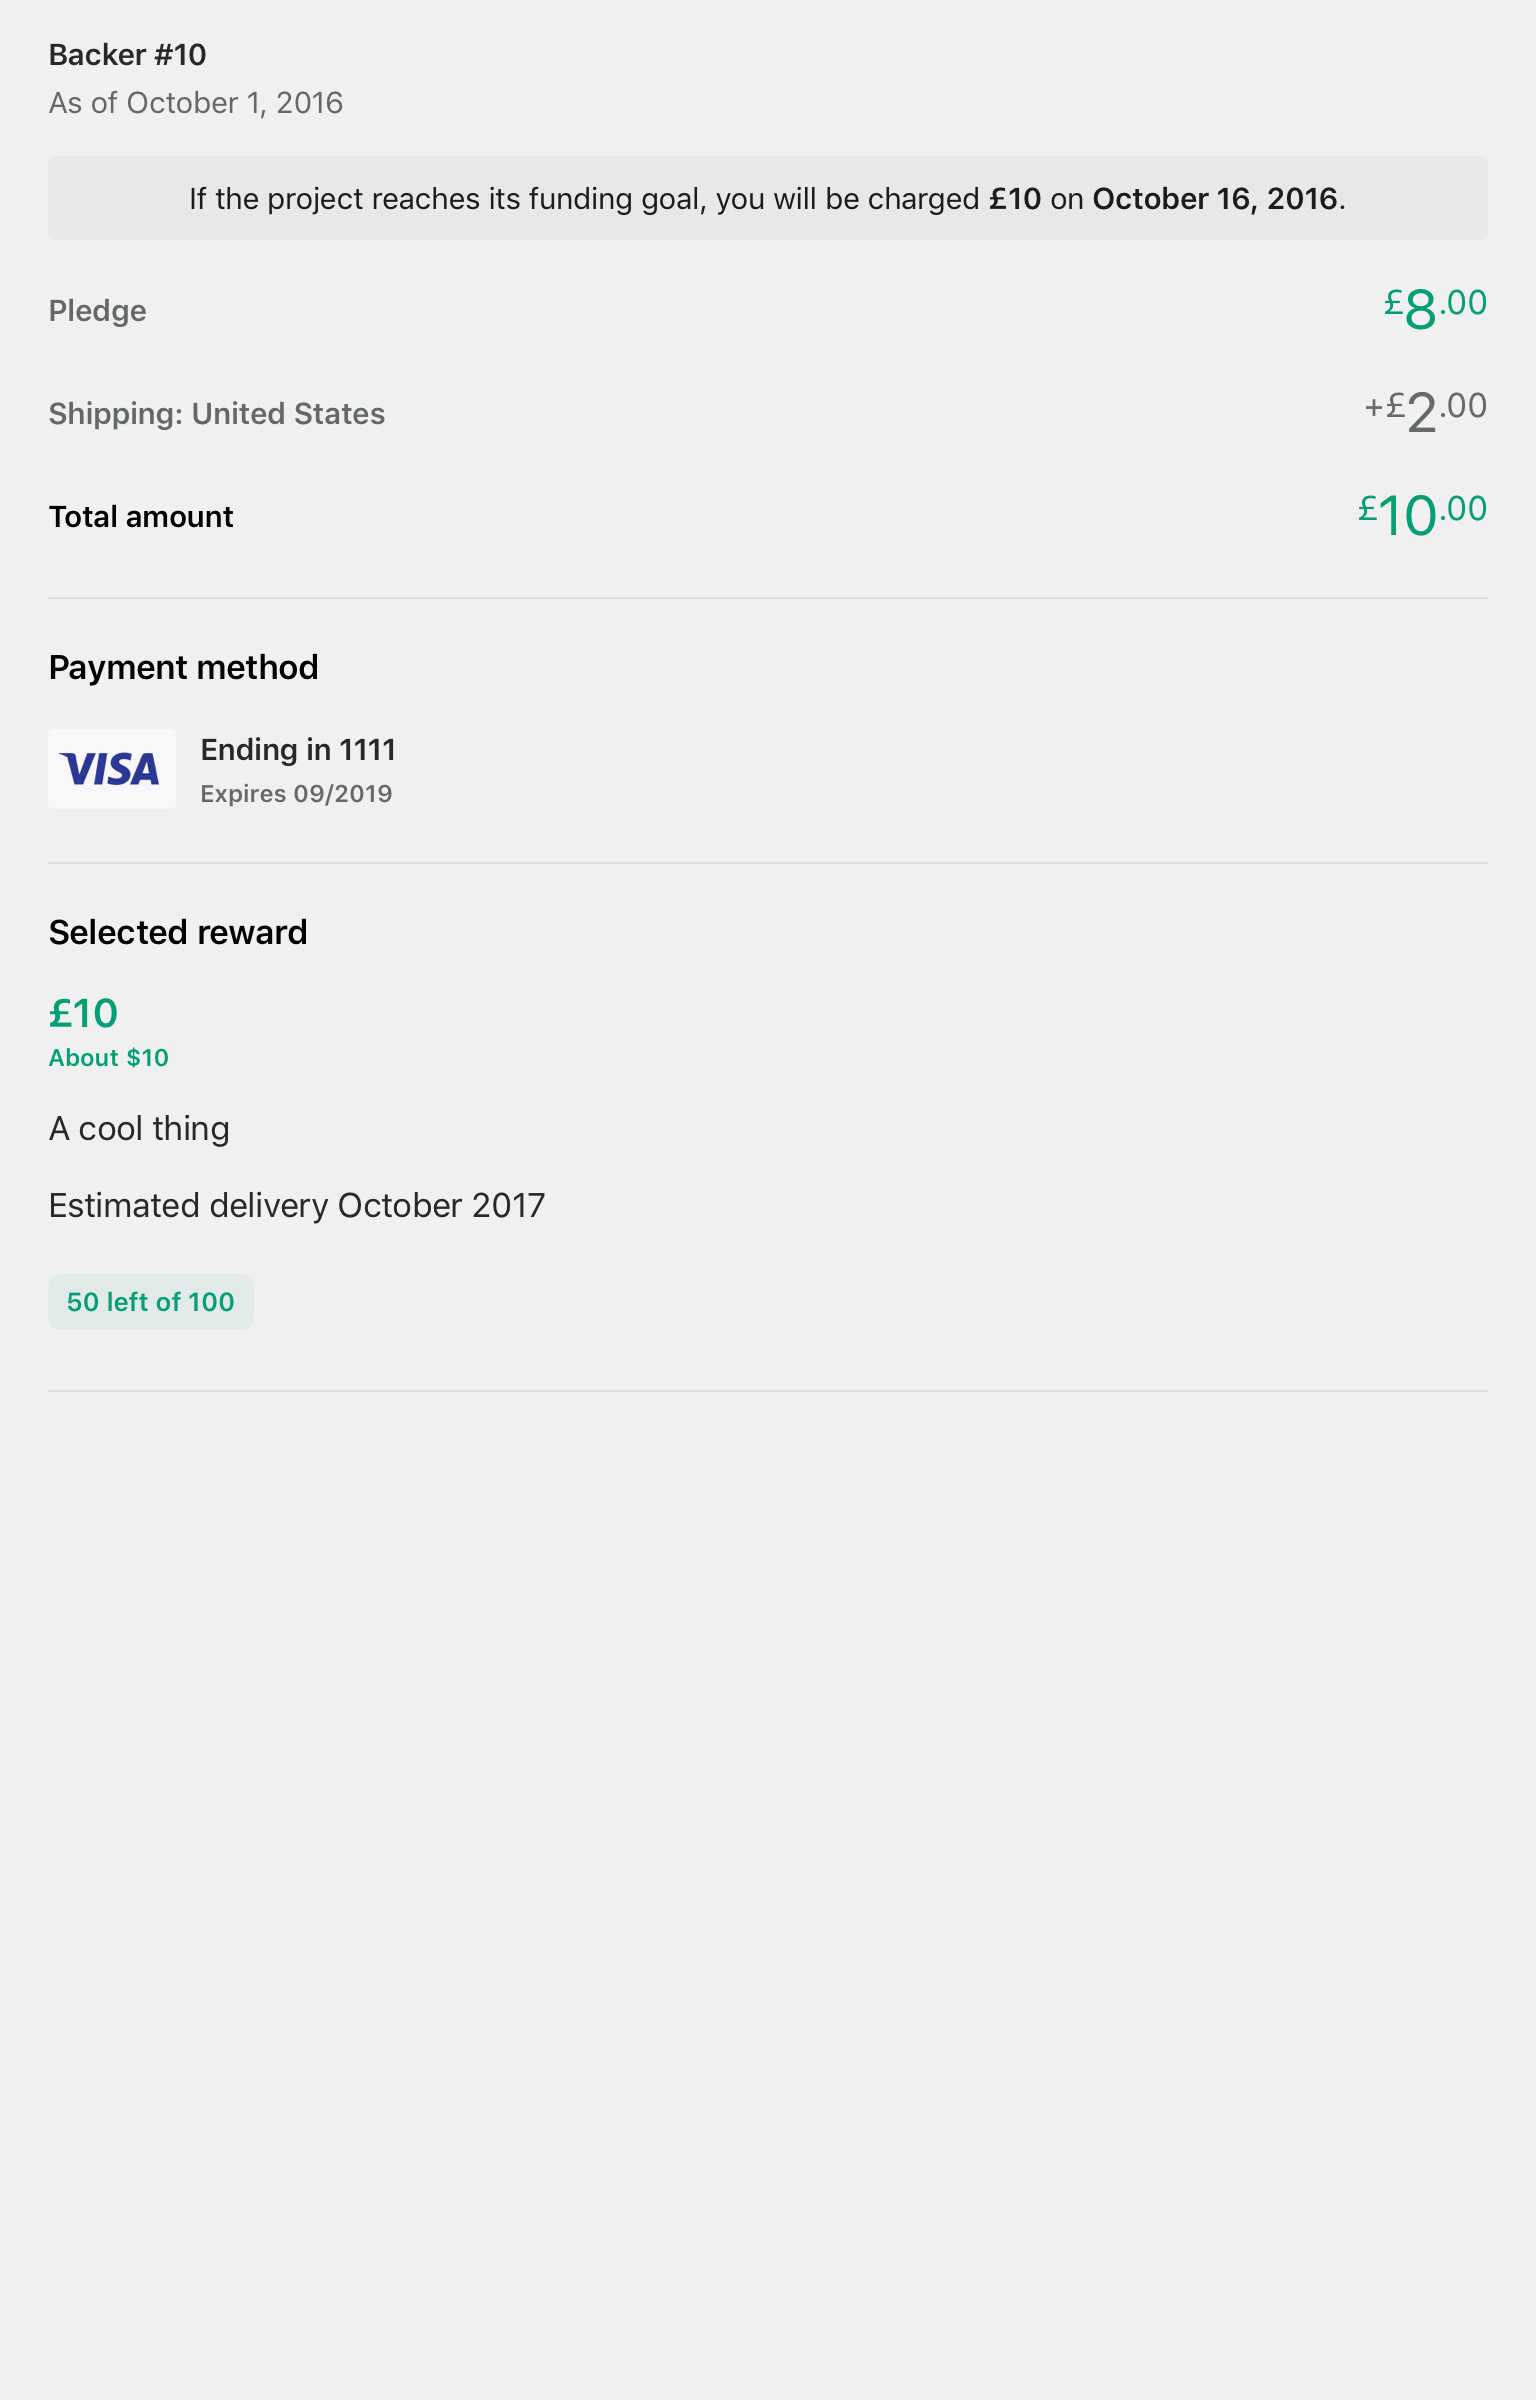 Backer #10
As of October 1, 2016
If the project reaches its funding goal, you will be charged £10 on October 16, 2016.
Pledge £8.00
Shipping: United States +£2.00
Total amount £10.00
Payment method
VISA Ending in 1111
Expires 09/2019
Selected reward
£10
About $10
A cool thing
Estimated delivery October 2017
50 left of 100